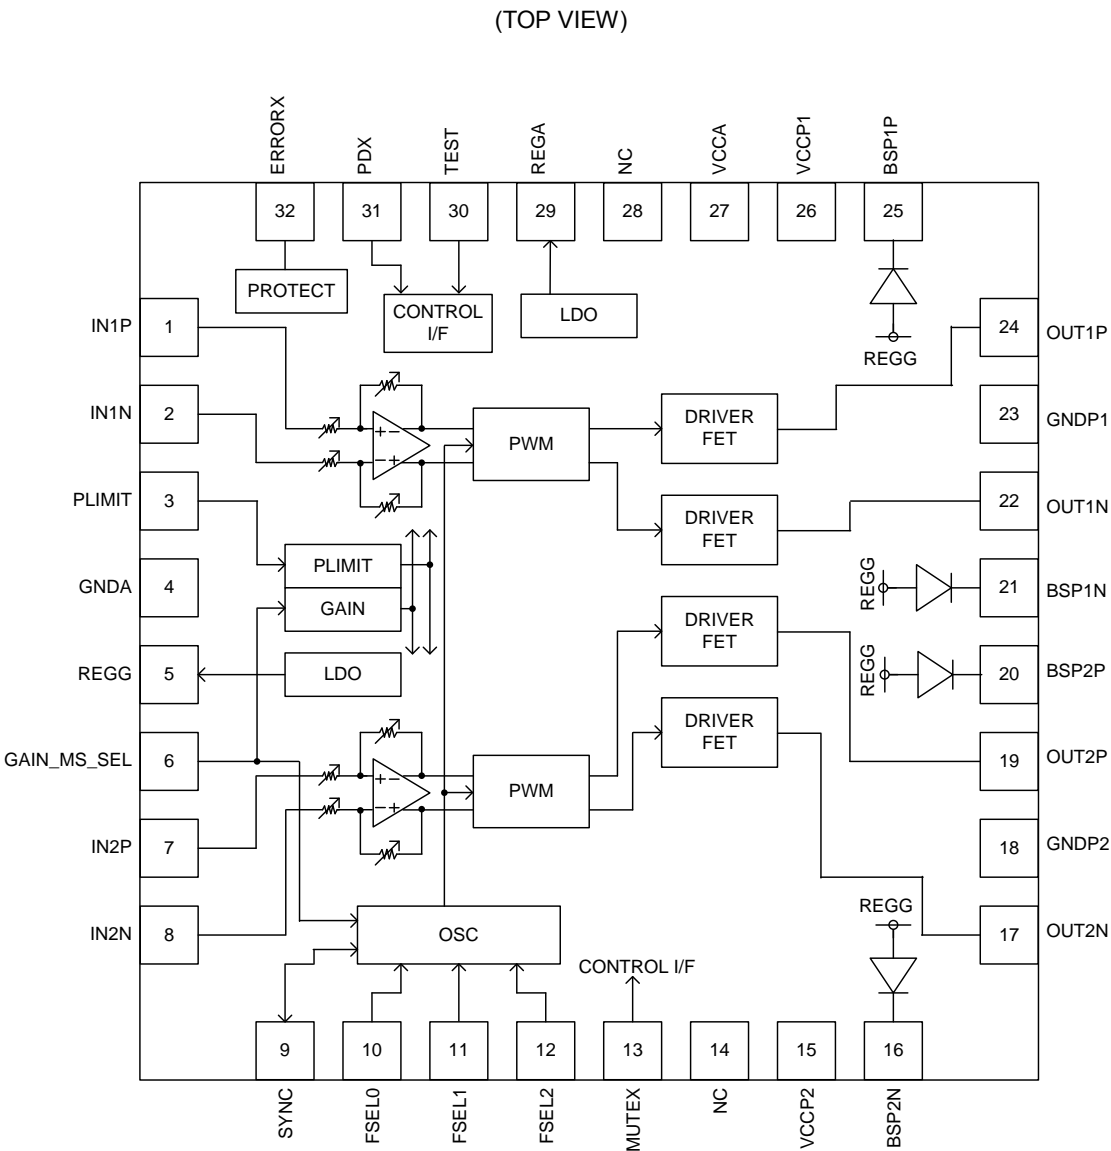 (TOP VIEW)
ERRORX
PDX
TEST
REGA
NC
VCCA
VCCP1
BSP1P
32
31
30
29
28
27
26
25
PROTECT
CONTROL
I/F
LDO
REGG
IN1P
1
24
OUT1P
IN1N
2
23
GNDP1
PWM
DRIVER
FET
PLIMIT
3
22
OUT1N
DRIVER
FET
PLIMIT
GAIN
GNDA
4
REGG
21
BSP1N
DRIVER
FET
REGG
5
LDO
REGG
20
BSP2P
DRIVER
FET
GAIN_MS_SEL
6
19
OUT2P
PWM
IN2P
7
18
GNDP2
IN2N
8
OSC
REGG
17
OUT2N
CONTROL I/F
9
10
11
12
13
14
15
16
SYNC
FSEL0
FSEL1
FSEL2
MUTEX
NC
VCCP2
BSP2N